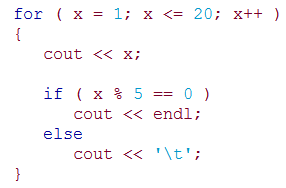 for ( x = 1; x <= 20; x++ )
{
cout << x;
if ( x % 5 == 0 )
cout << endl;
else
cout << '\t';
}